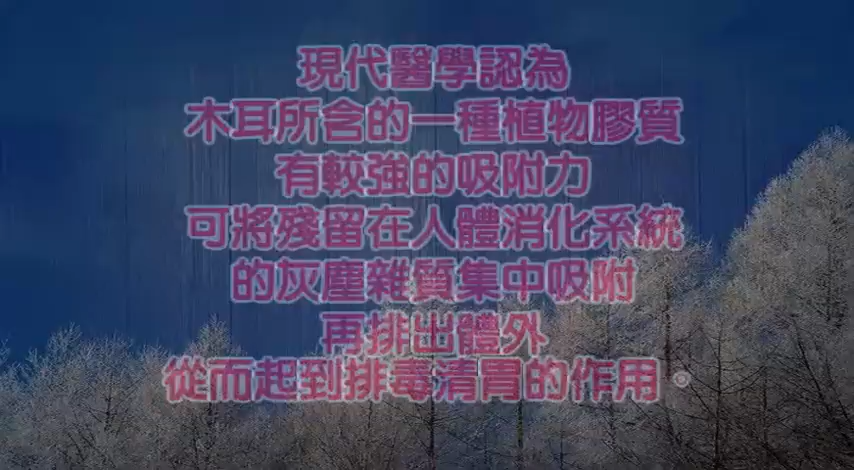 現代醫學認為
木耳所含的一種植物膠質
有較強的吸附力
可將殘留在人體消化系統
的灰塵雜質集中吸附
再排出體外
從而起到排毒清胃的作用。